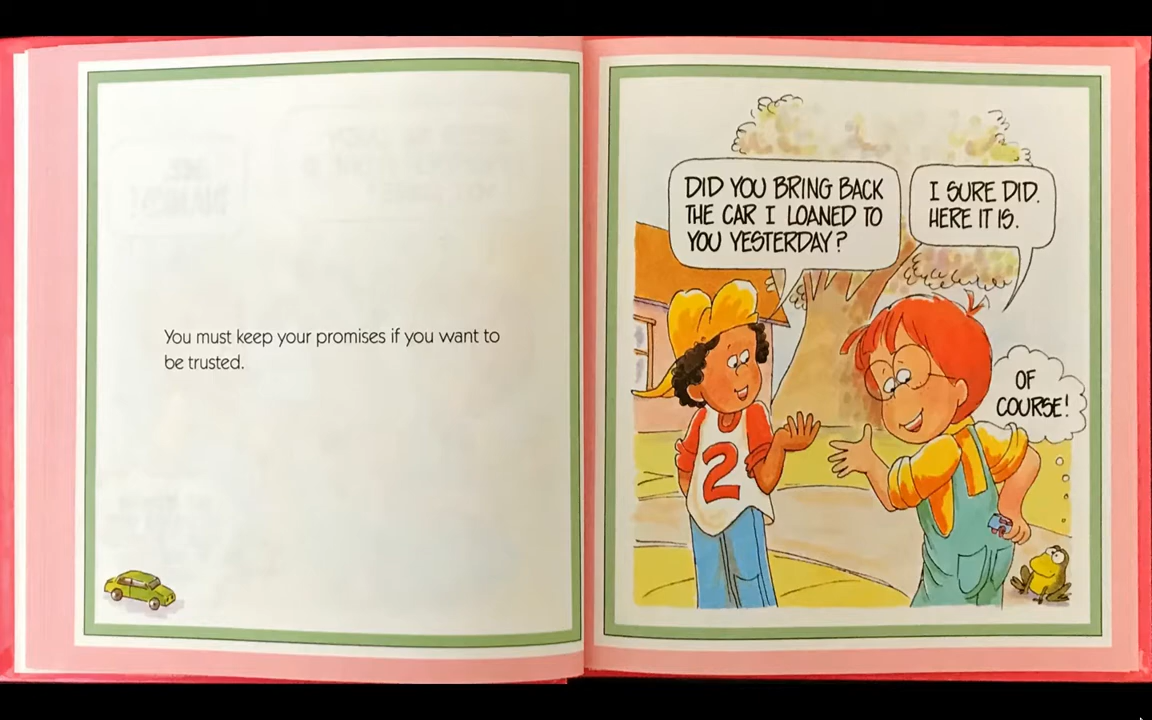 You must keep your promises if you want to
be trusted.
DID YOU BRING BACK
THE CAR I LOANED TO
YOU YESTERDAY?
I SURE DID.
HERE IT IS.
OF
COURSE!
2